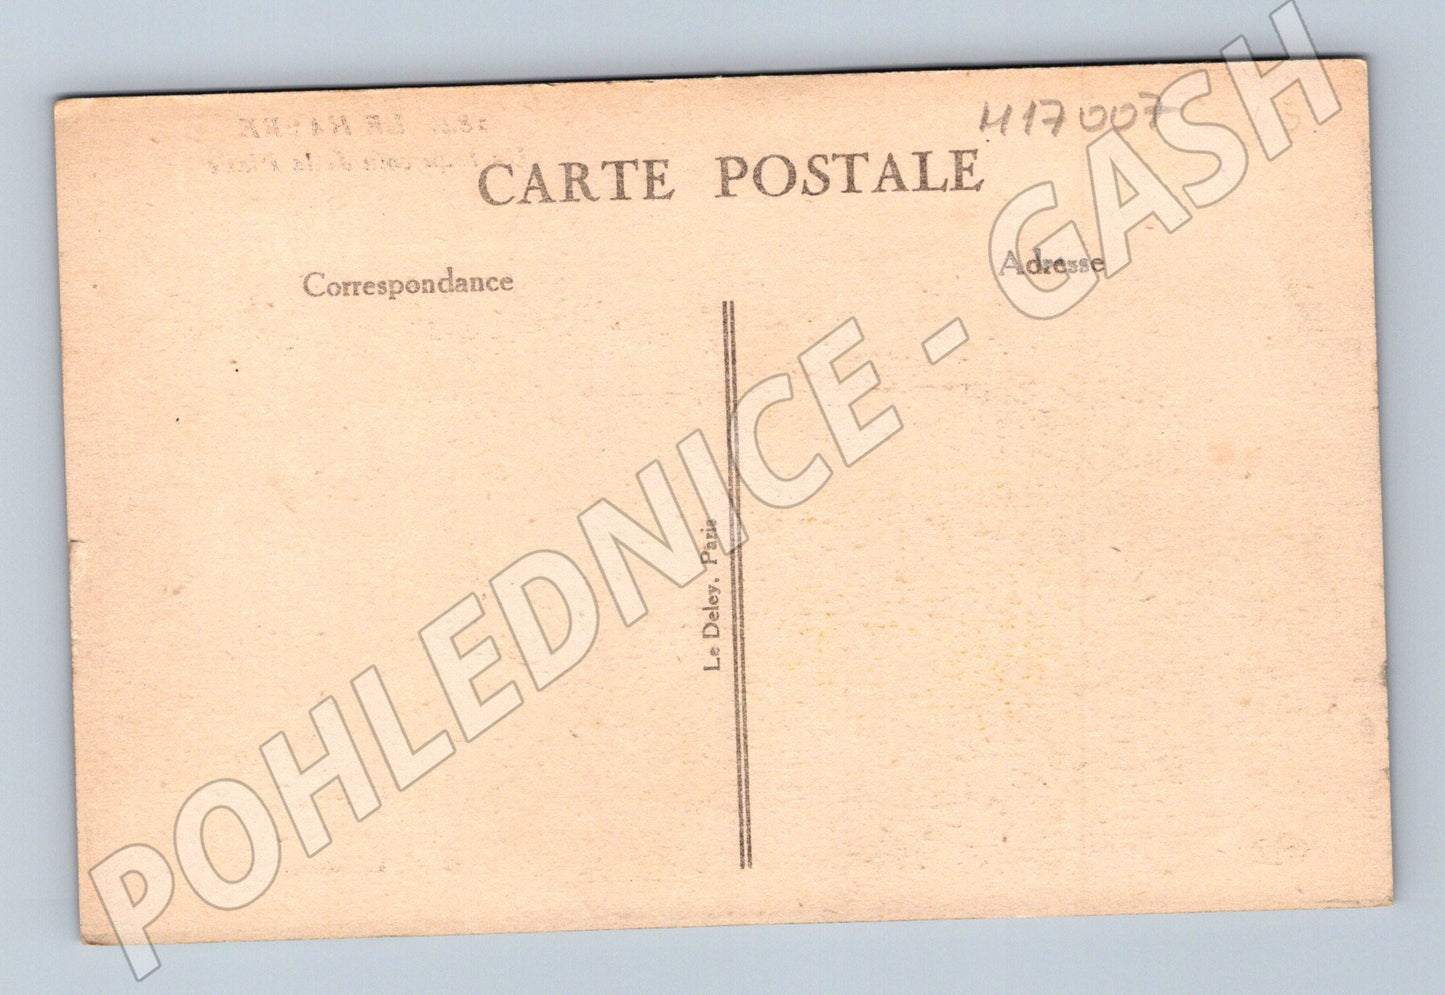 H17007
CARTE POSTALE
Correspondance
Adresse
Le Deley, Paris
POHLEDNICE - GASH